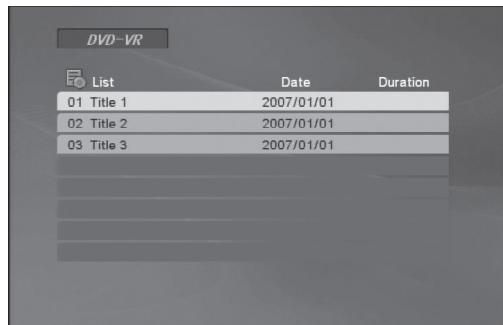 DVD-VR
List Date Duration
01 Title 1 2007/01/01
02 Title 2 2007/01/01
03 Title 3 2007/01/01